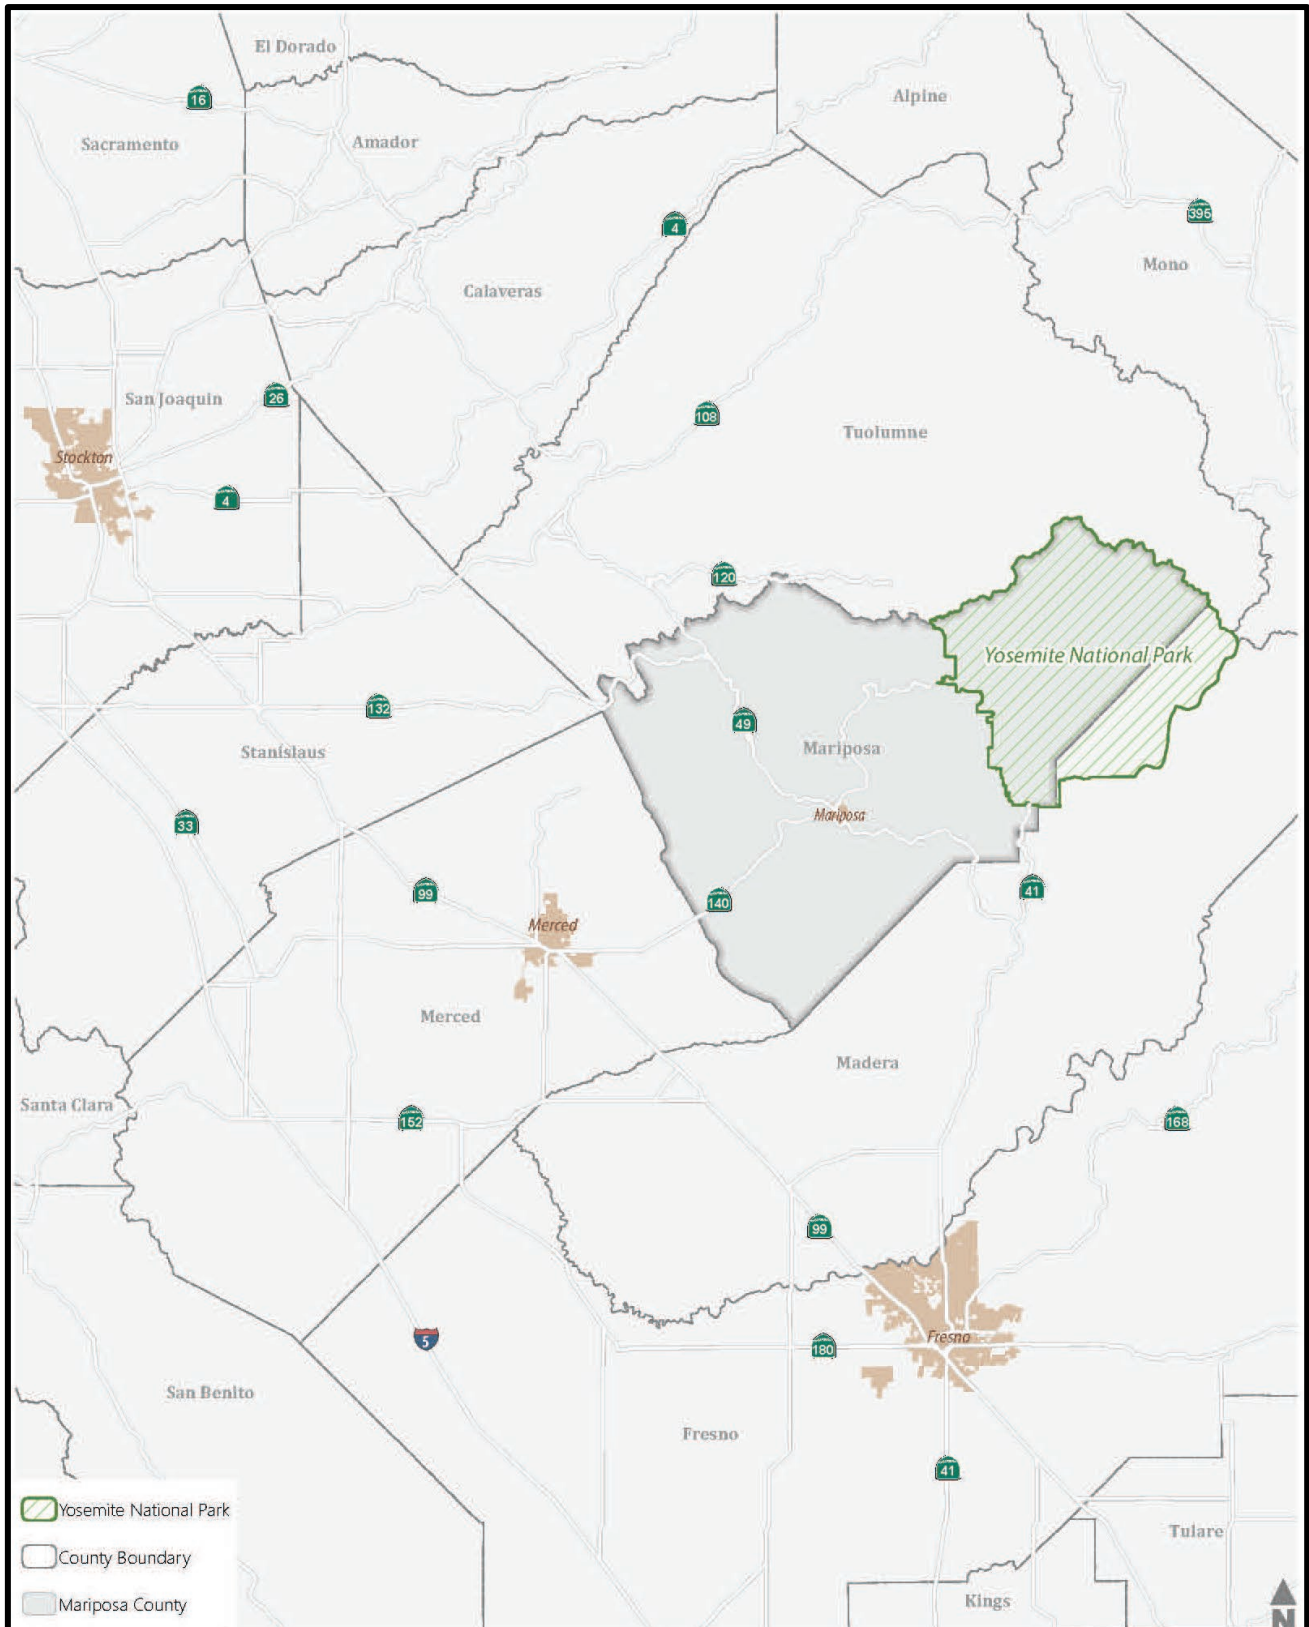 El Dorado
Alpine
16
Sacramento
Amador
4
395
Mono
Calaveras
San Joaquin
26
108
Tuolumne
Stockton
4
120
Yosemite National Park
132
49
Stanislaus
Mariposa
33
Mariposa
99
41
140
Merced
Merced
Madera
Santa Clara
152
168
99
5
180
Fresno
San Benito
Fresno
41
Yosemite National Park
Tulare
County Boundary
Mariposa County
Kings
N